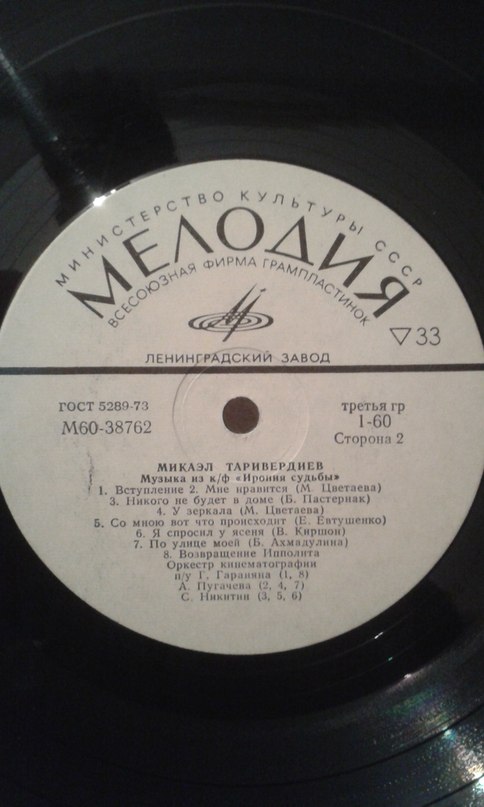 МИНИСТЕРСТВО КУЛЬТУРЫ СССР
МЕЛОДИЯ
ВСЕСОЮЗНАЯ ФИРМА ГРАМПЛАСТИНОК
▽33
ЛЕНИНГРАДСКИЙ ЗАВОД
ГОСТ 5289-73
М60-38762
третья гр
1-60
Сторона 2
МИКАЭЛ ТАРИВЕРДИЕВ
Музыка из к/ф «Ирония судьбы»
1. Вступление 2. Мне нравится (М. Цветаева)
3. Никого не будет в доме (Б. Пастернак)
4. У зеркала (М. Цветаева)
5. Со мною вот что происходит (Е. Евтушенко)
6. Я спросил у ясеня (В. Киршон)
7. По улице моей (Б. Ахмадулина)
8. Возвращение Ипполита
Оркестр кинематографии
п/у Г. Гараняна (1, 8)
А. Пугачева (2, 4, 7)
С. Никитин (3, 5, 6)